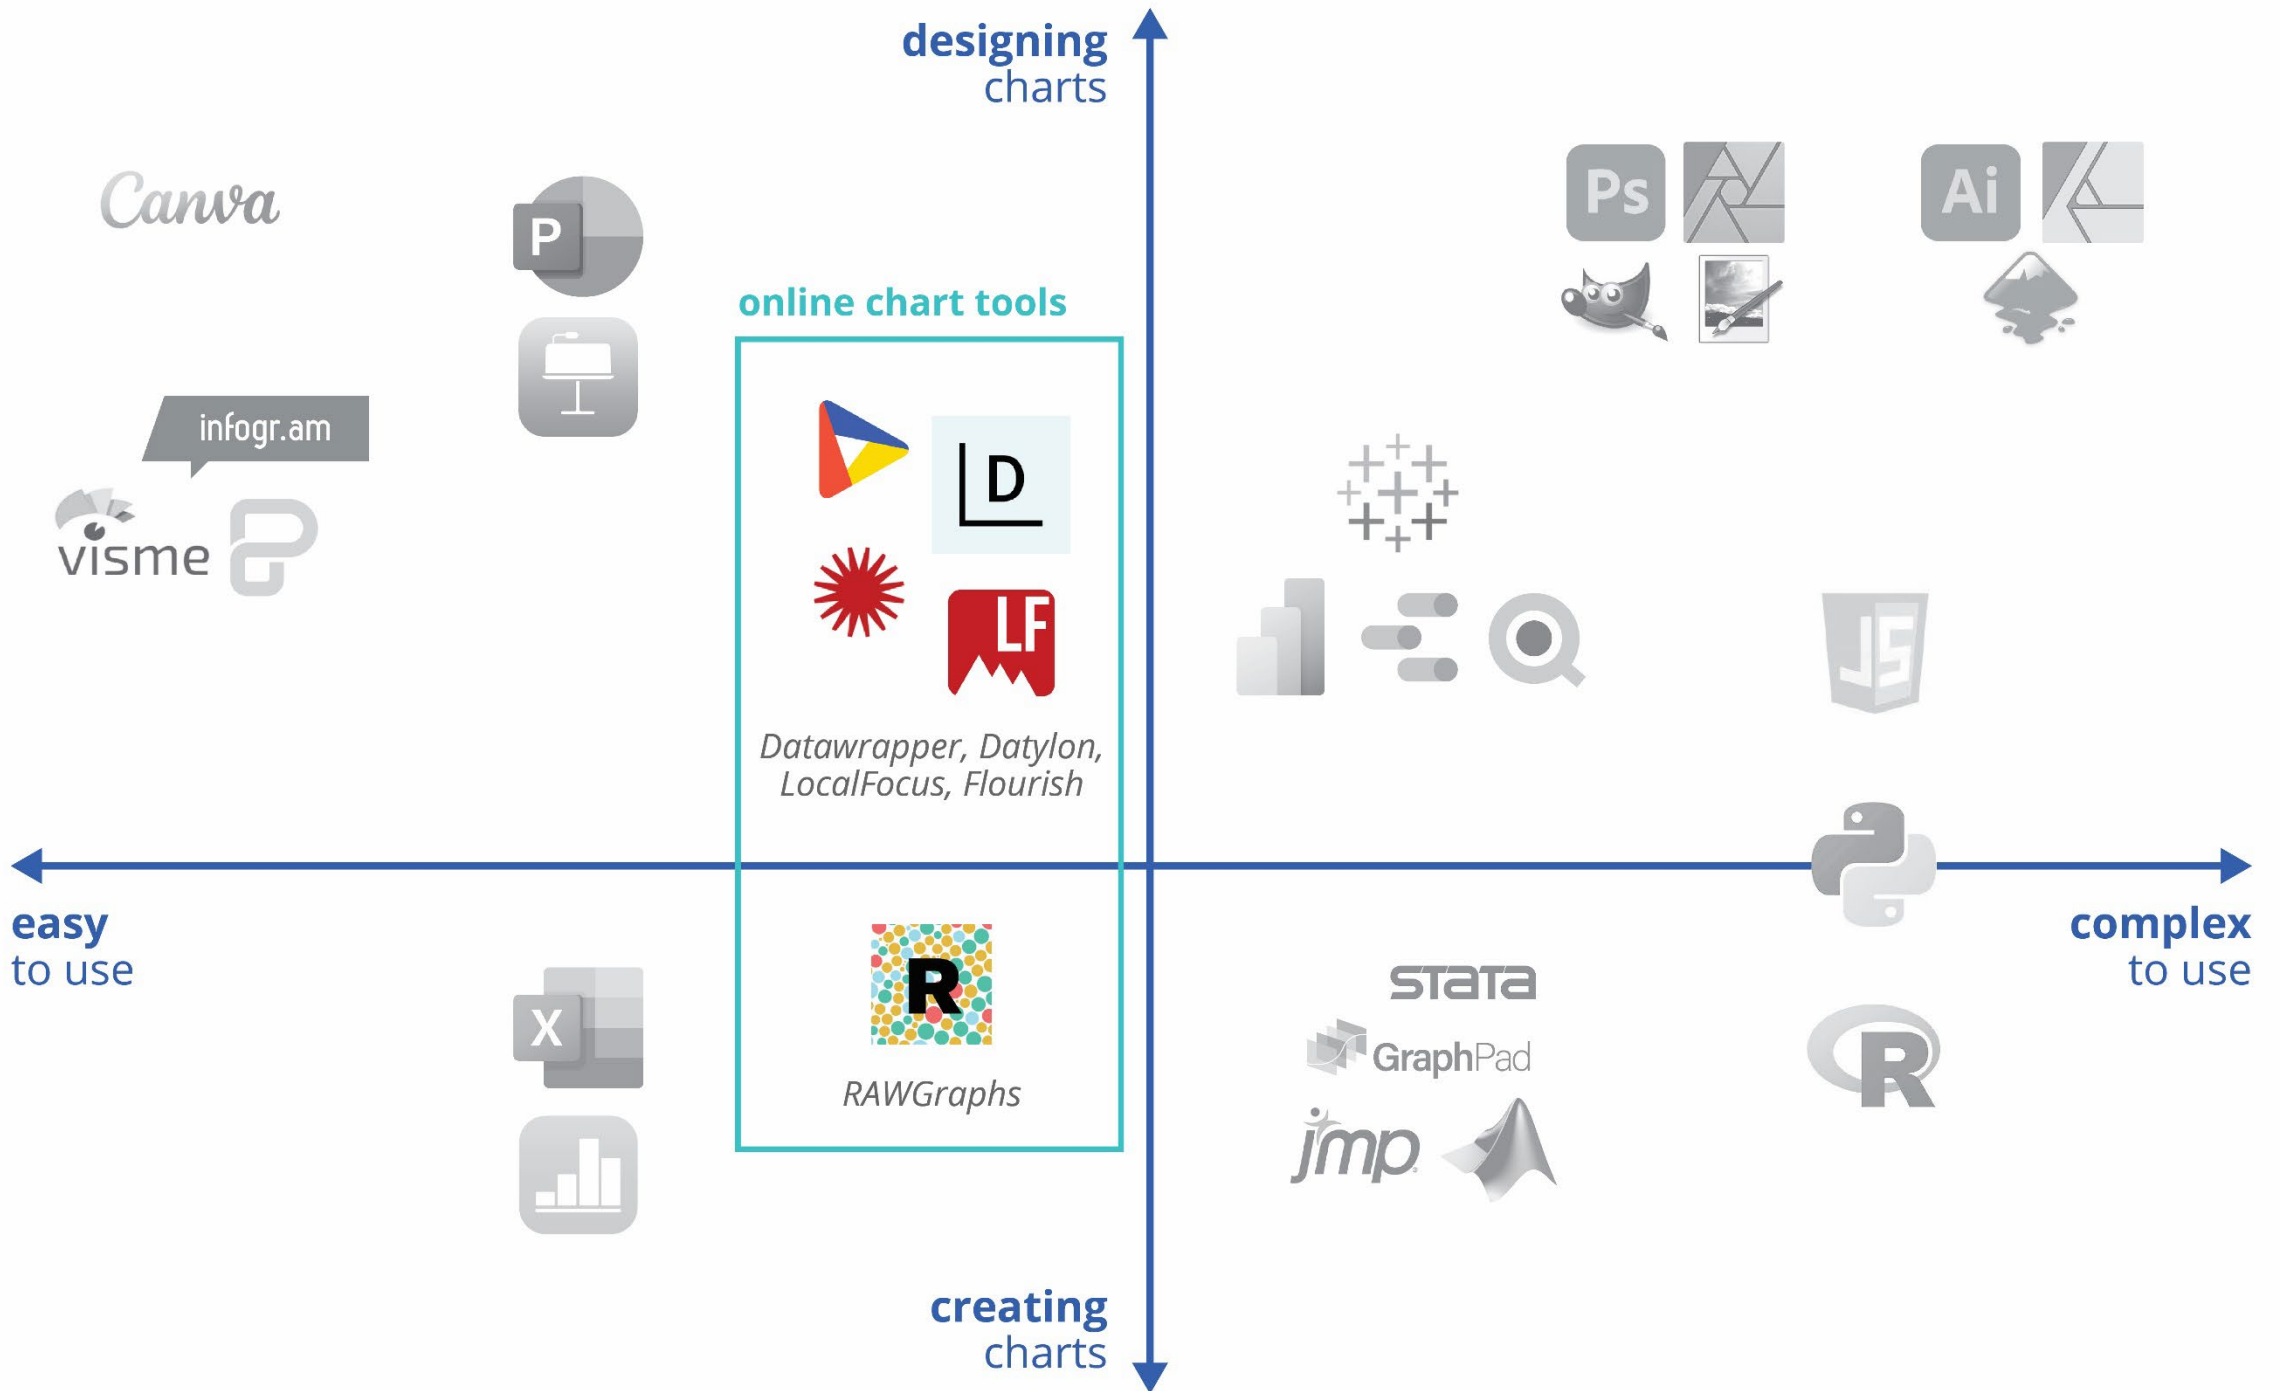 designing
charts
Canva
P
Ps
Ai
online chart tools
infogr.am
D
visme
LF
JS
Datawrapper, Datylon,
LocalFocus, Flourish
easy
to use
complex
to use
X
R
STATA
GraphPad
R
RAWGraphs
jmp
creating
charts